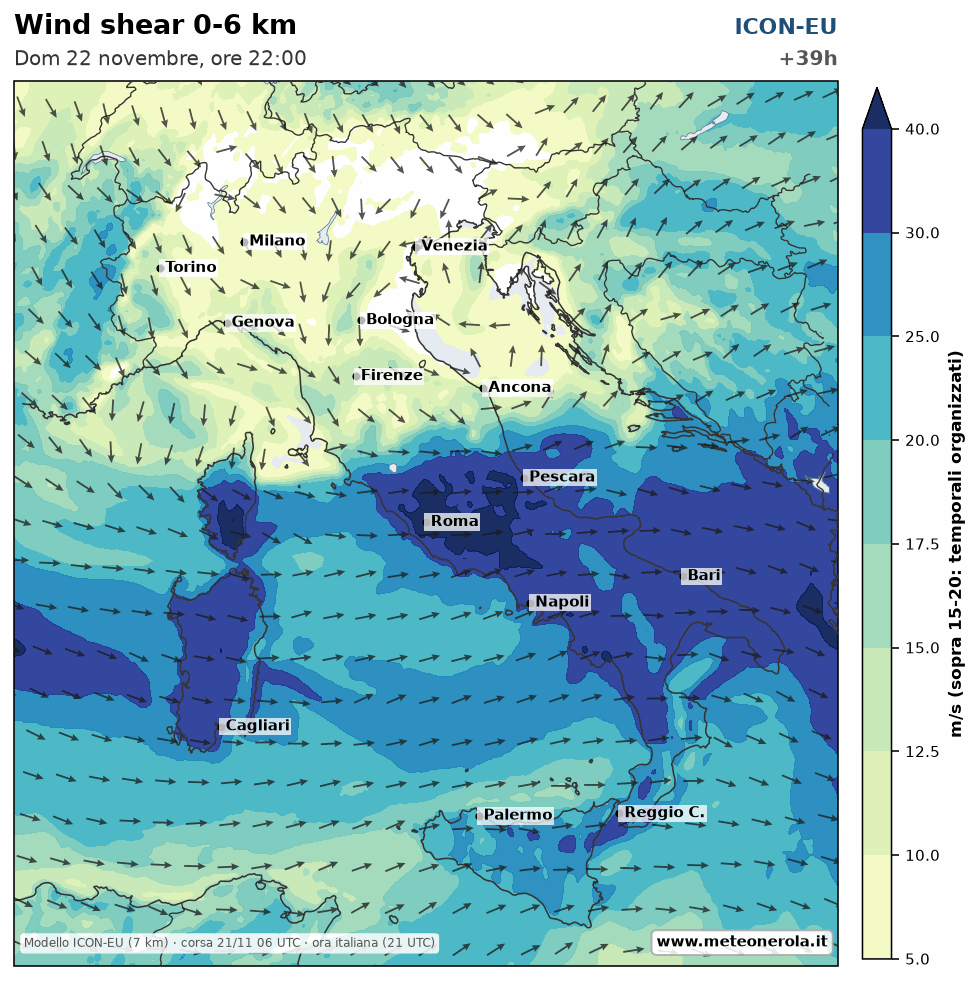 Wind shear 0-6 km
ICON-EU
Dom 22 novembre, ore 22:00
+39h
Milano
Venezia
Torino
Genova
Bologna
Firenze
Ancona
Pescara
Roma
Bari
Napoli
Cagliari
Palermo
Reggio C.
40.0
30.0
25.0
20.0
17.5
15.0
12.5
10.0
5.0
m/s (sopra 15-20: temporali organizzati)
Modello ICON-EU (7 km) · corsa 21/11 06 UTC · ora italiana (21 UTC)
www.meteonerola.it